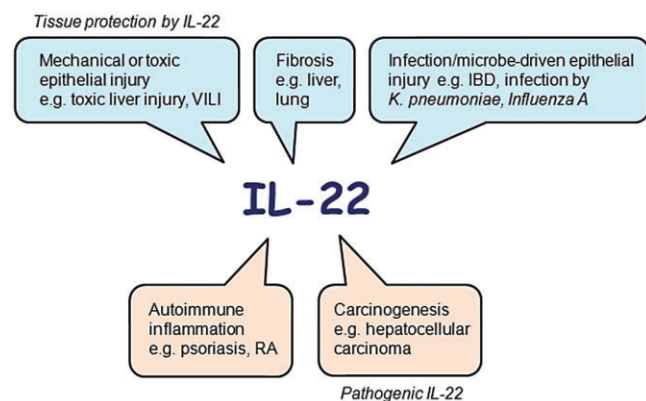 Tissue protection by IL-22
Mechanical or toxic
epithelial injury
e.g. toxic liver injury, VILI
Fibrosis
e.g. liver,
lung
Infection/microbe-driven epithelial
injury e.g. IBD, infection by
K. pneumoniae, Influenza A
IL-22
Autoimmune
inflammation
e.g. psoriasis, RA
Carcinogenesis
e.g. hepatocellular
carcinoma
Pathogenic IL-22